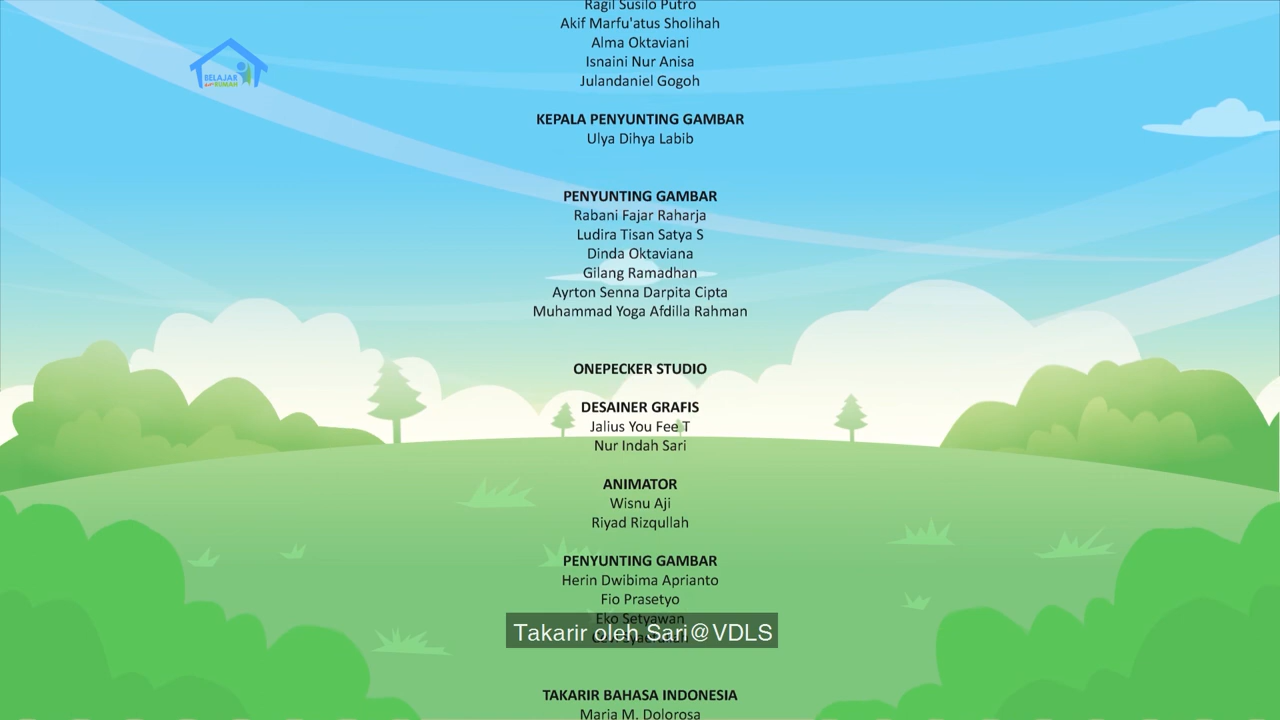 Ragil Susilo Putro
Akif Marfu'atus Sholihah
Alma Oktaviani
Isnaini Nur Anisa
Julandaniel Gogoh
BELAJAR
dari RUMAH
KEPALA PENYUNTING GAMBAR
Ulya Dihya Labib
PENYUNTING GAMBAR
Rabani Fajar Raharja
Ludira Tisan Satya S
Dinda Oktaviana
Gilang Ramadhan
Ayrton Senna Darpita Cipta
Muhammad Yoga Afdilla Rahman
ONEPECKER STUDIO
DESAINER GRAFIS
Jalius You Fee T
Nur Indah Sari
ANIMATOR
Wisnu Aji
Riyad Rizqullah
PENYUNTING GAMBAR
Herin Dwibima Aprianto
Fio Prasetyo
Eko Setyawan
Takarir oleh Sari@VDLS
TAKARIR BAHASA INDONESIA
Maria M. Dolorosa